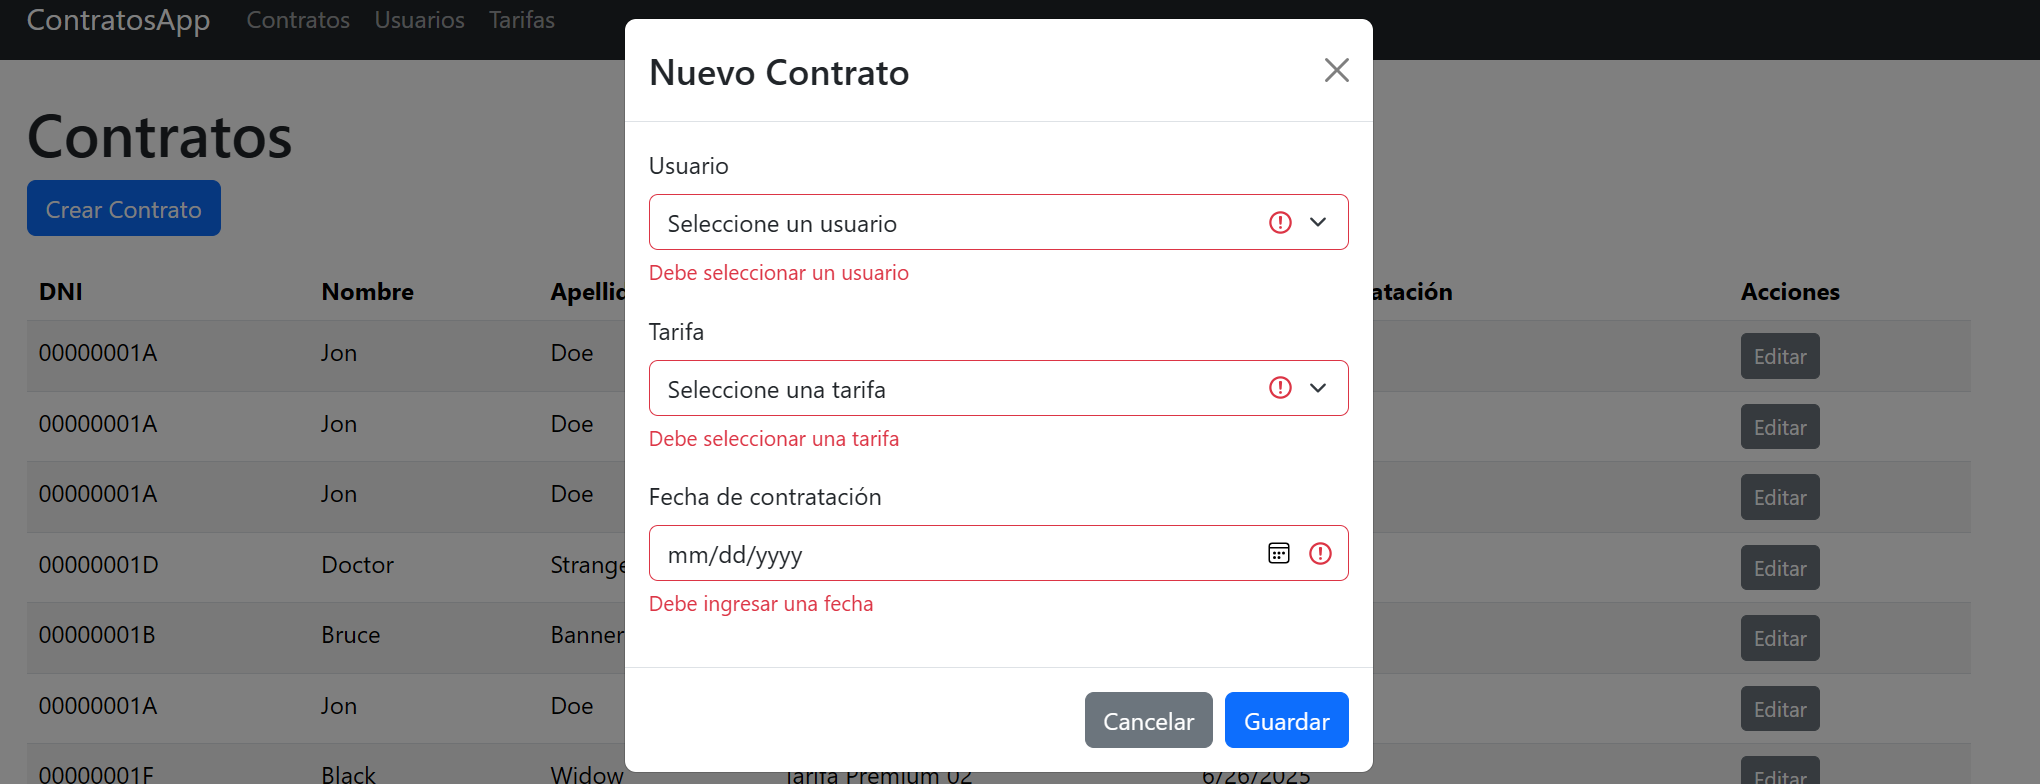 ContratosApp Contratos Usuarios Tarifas
Nuevo Contrato
Contratos
Crear Contrato
Usuario
Seleccione un usuario
Debe seleccionar un usuario
Tarifa
Seleccione una tarifa
Debe seleccionar una tarifa
Fecha de contratación
mm/dd/yyyy
Debe ingresar una fecha
Cancelar Guardar
DNI Nombre Acciones
00000001A Jon Doe Editar
00000001A Jon Doe Editar
00000001A Jon Doe Editar
00000001D Doctor Strange Editar
00000001B Bruce Banner Editar
00000001A Jon Doe Editar
00000001F Black Widow Tarifa Premium 02 6/26/2025 Editar